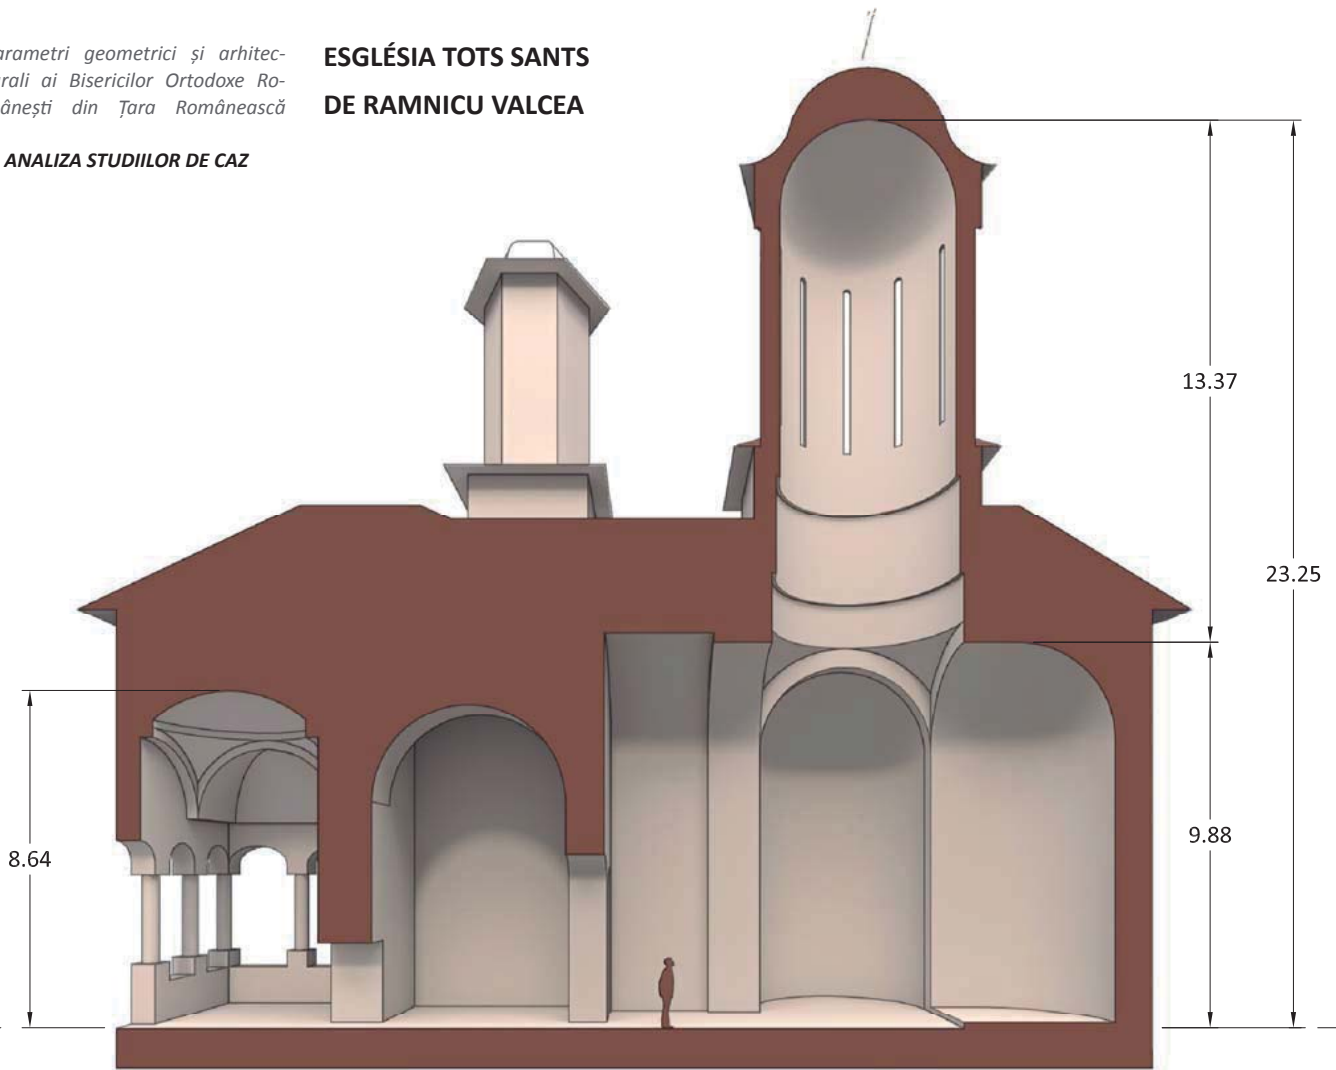 arametri geometrici și arhitec-
rali ai Bisericilor Ortodoxe Ro-
ânești din Țara Românească
ANALIZA STUDIILOR DE CAZ
ESGLÉSIA TOTS SANTS
DE RAMNICU VALCEA
13.37
23.25
9.88
8.64